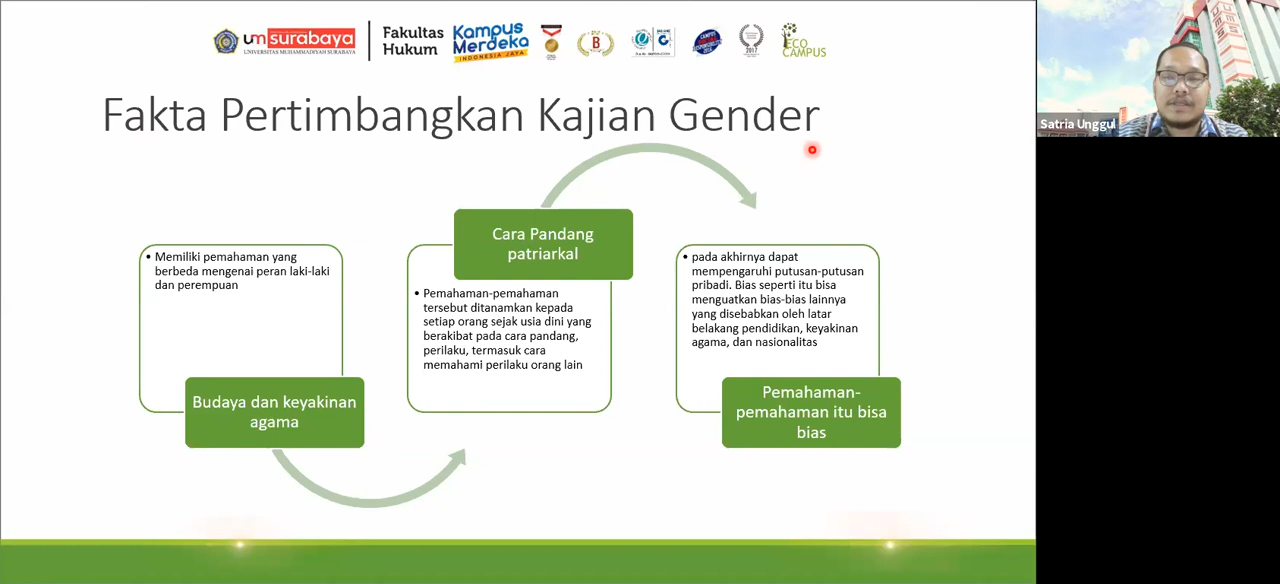 um surabaya
UNIVERSITAS MUHAMMADIYAH SURABAYA
Fakultas
Hukum
Kampus
Merdeka
INDONESIA JAYA
B
2017
ECO
CAMPUS
Satria Unggul
Fakta Pertimbangkan Kajian Gender
• Memiliki pemahaman yang
berbeda mengenai peran laki-laki
dan perempuan
Budaya dan keyakinan
agama
Cara Pandang
patriarkal
• Pemahaman-pemahaman
tersebut ditanamkan kepada
setiap orang sejak usia dini yang
berakibat pada cara pandang,
perilaku, termasuk cara
memahami perilaku orang lain
• pada akhirnya dapat
mempengaruhi putusan-putusan
pribadi. Bias seperti itu bisa
menguatkan bias-bias lainnya
yang disebabkan oleh latar
belakang pendidikan, keyakinan
agama, dan nasionalitas
Pemahaman-
pemahaman itu bisa
bias